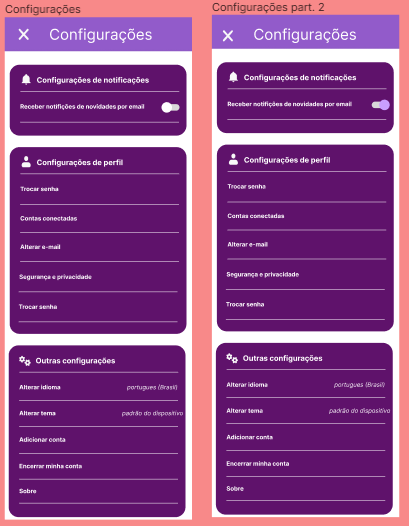 Configurações
Configurações
Configurações de notificações
Receber notifições de novidades por email
Configurações de perfil
Trocar senha
Contas conectadas
Alterar e-mail
Segurança e privacidade
Trocar senha
Outras configurações
Alterar idioma portugues (Brasil)
Alterar tema padrão do dispositivo
Adicionar conta
Encerrar minha conta
Sobre
Configurações part. 2
Configurações
Configurações de notificações
Receber notifições de novidades por email
Configurações de perfil
Trocar senha
Contas conectadas
Alterar e-mail
Segurança e privacidade
Trocar senha
Outras configurações
Alterar idioma portugues (Brasil)
Alterar tema padrão do dispositivo
Adicionar conta
Encerrar minha conta
Sobre